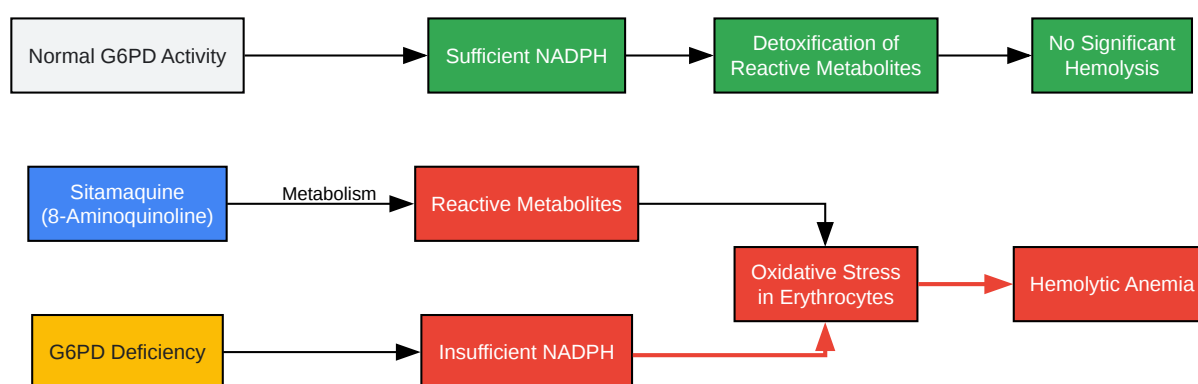 Normal G6PD Activity
Sufficient NADPH
Detoxification of
Reactive Metabolites
No Significant
Hemolysis
Sitamaquine
(8-Aminoquinoline)
Metabolism
Reactive Metabolites
Oxidative Stress
in Erythrocytes
Hemolytic Anemia
G6PD Deficiency
Insufficient NADPH